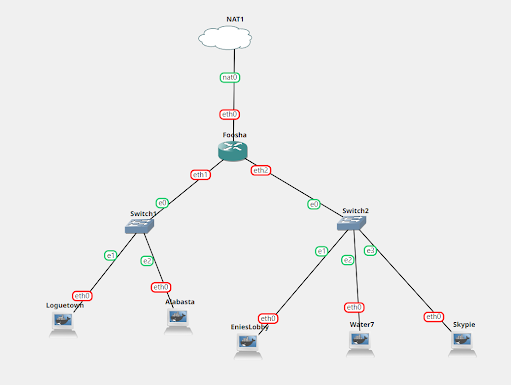 NAT1
nat0
eth0
Foosha
eth1
eth2
e0
e0
Switch1
Switch2
e1
e2
e1
e2
e3
eth0
eth0
eth0
eth0
eth0
Loguetown
Alabasta
EniesLobby
Water7
Skypie